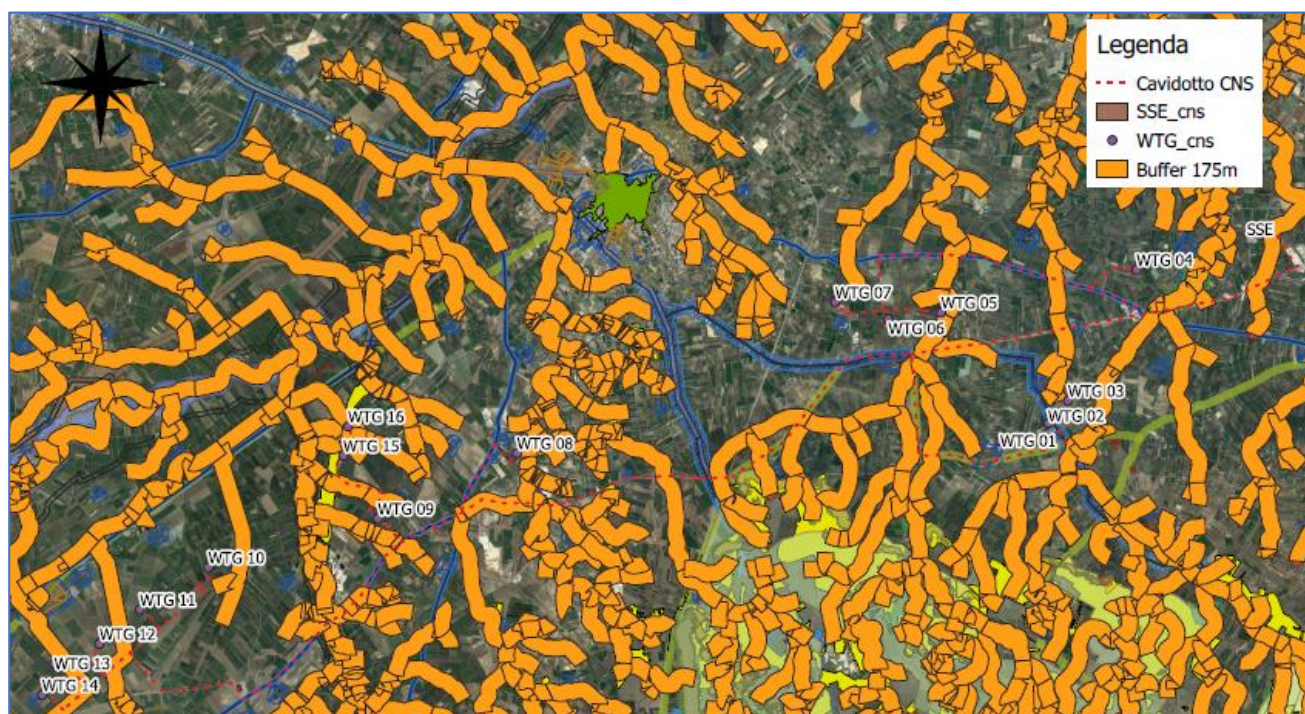 Legenda
Cavidotto CNS
SSE_cns
WTG_cns
Buffer 175m
SSE
WTG 04
WTG 07
WTG 05
WTG 06
WTG 03
WTG 02
WTG 16
WTG 01
WTG 15
WTG 08
WTG 09
WTG 10
WTG 11
WTG 12
WTG 13
WTG 14